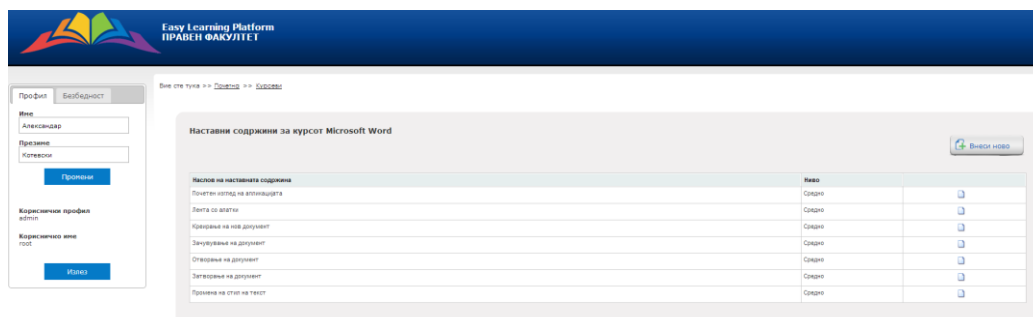 Easy Learning Platform
ПРАВЕН ФАКУЛТЕТ
Вие сте тука >> Почетно >> Курсеви
Профил Безбедност
Име
Александар
Презиме
Котевски
Промени
Кориснички профил
admin
Корисничко име
root
Излез
Наставни содржини за курсот Microsoft Word
Внеси ново
Наслов на наставната содржина Ниво
Почетен изглед на апликацијата Средно
Лента со алатки Средно
Креирање на нов документ Средно
Зачувување на документ Средно
Отворање на документ Средно
Затворање на документ Средно
Промена на стил на текст Средно